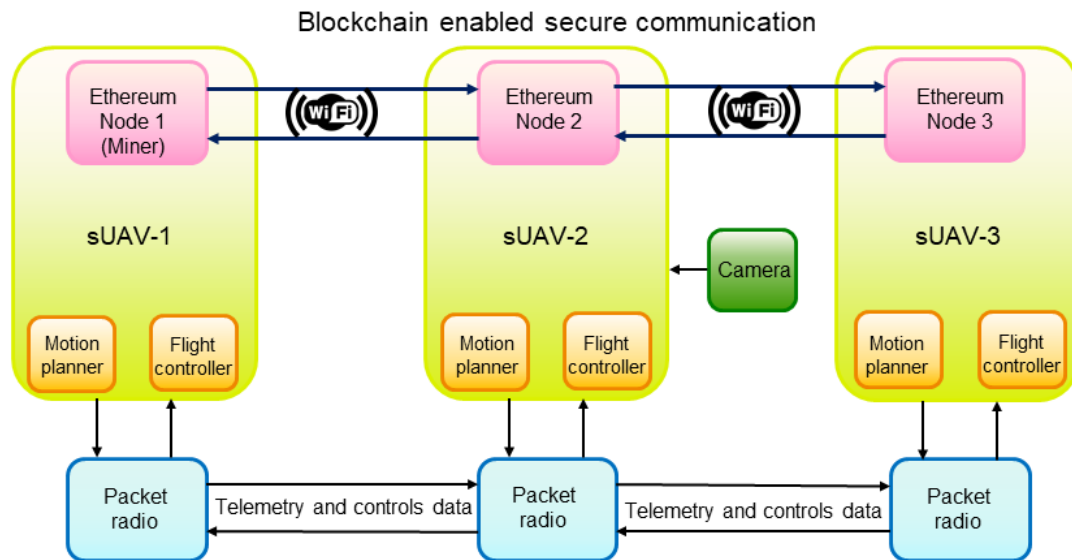 Blockchain enabled secure communication
Ethereum
Node 1
(Miner)
Wi Fi
Ethereum
Node 2
Wi Fi
Ethereum
Node 3
sUAV-1
sUAV-2
sUAV-3
Camera
Motion
planner
Flight
controller
Motion
planner
Flight
controller
Motion
planner
Flight
controller
Packet
radio
Telemetry and controls data
Packet
radio
Telemetry and controls data
Packet
radio